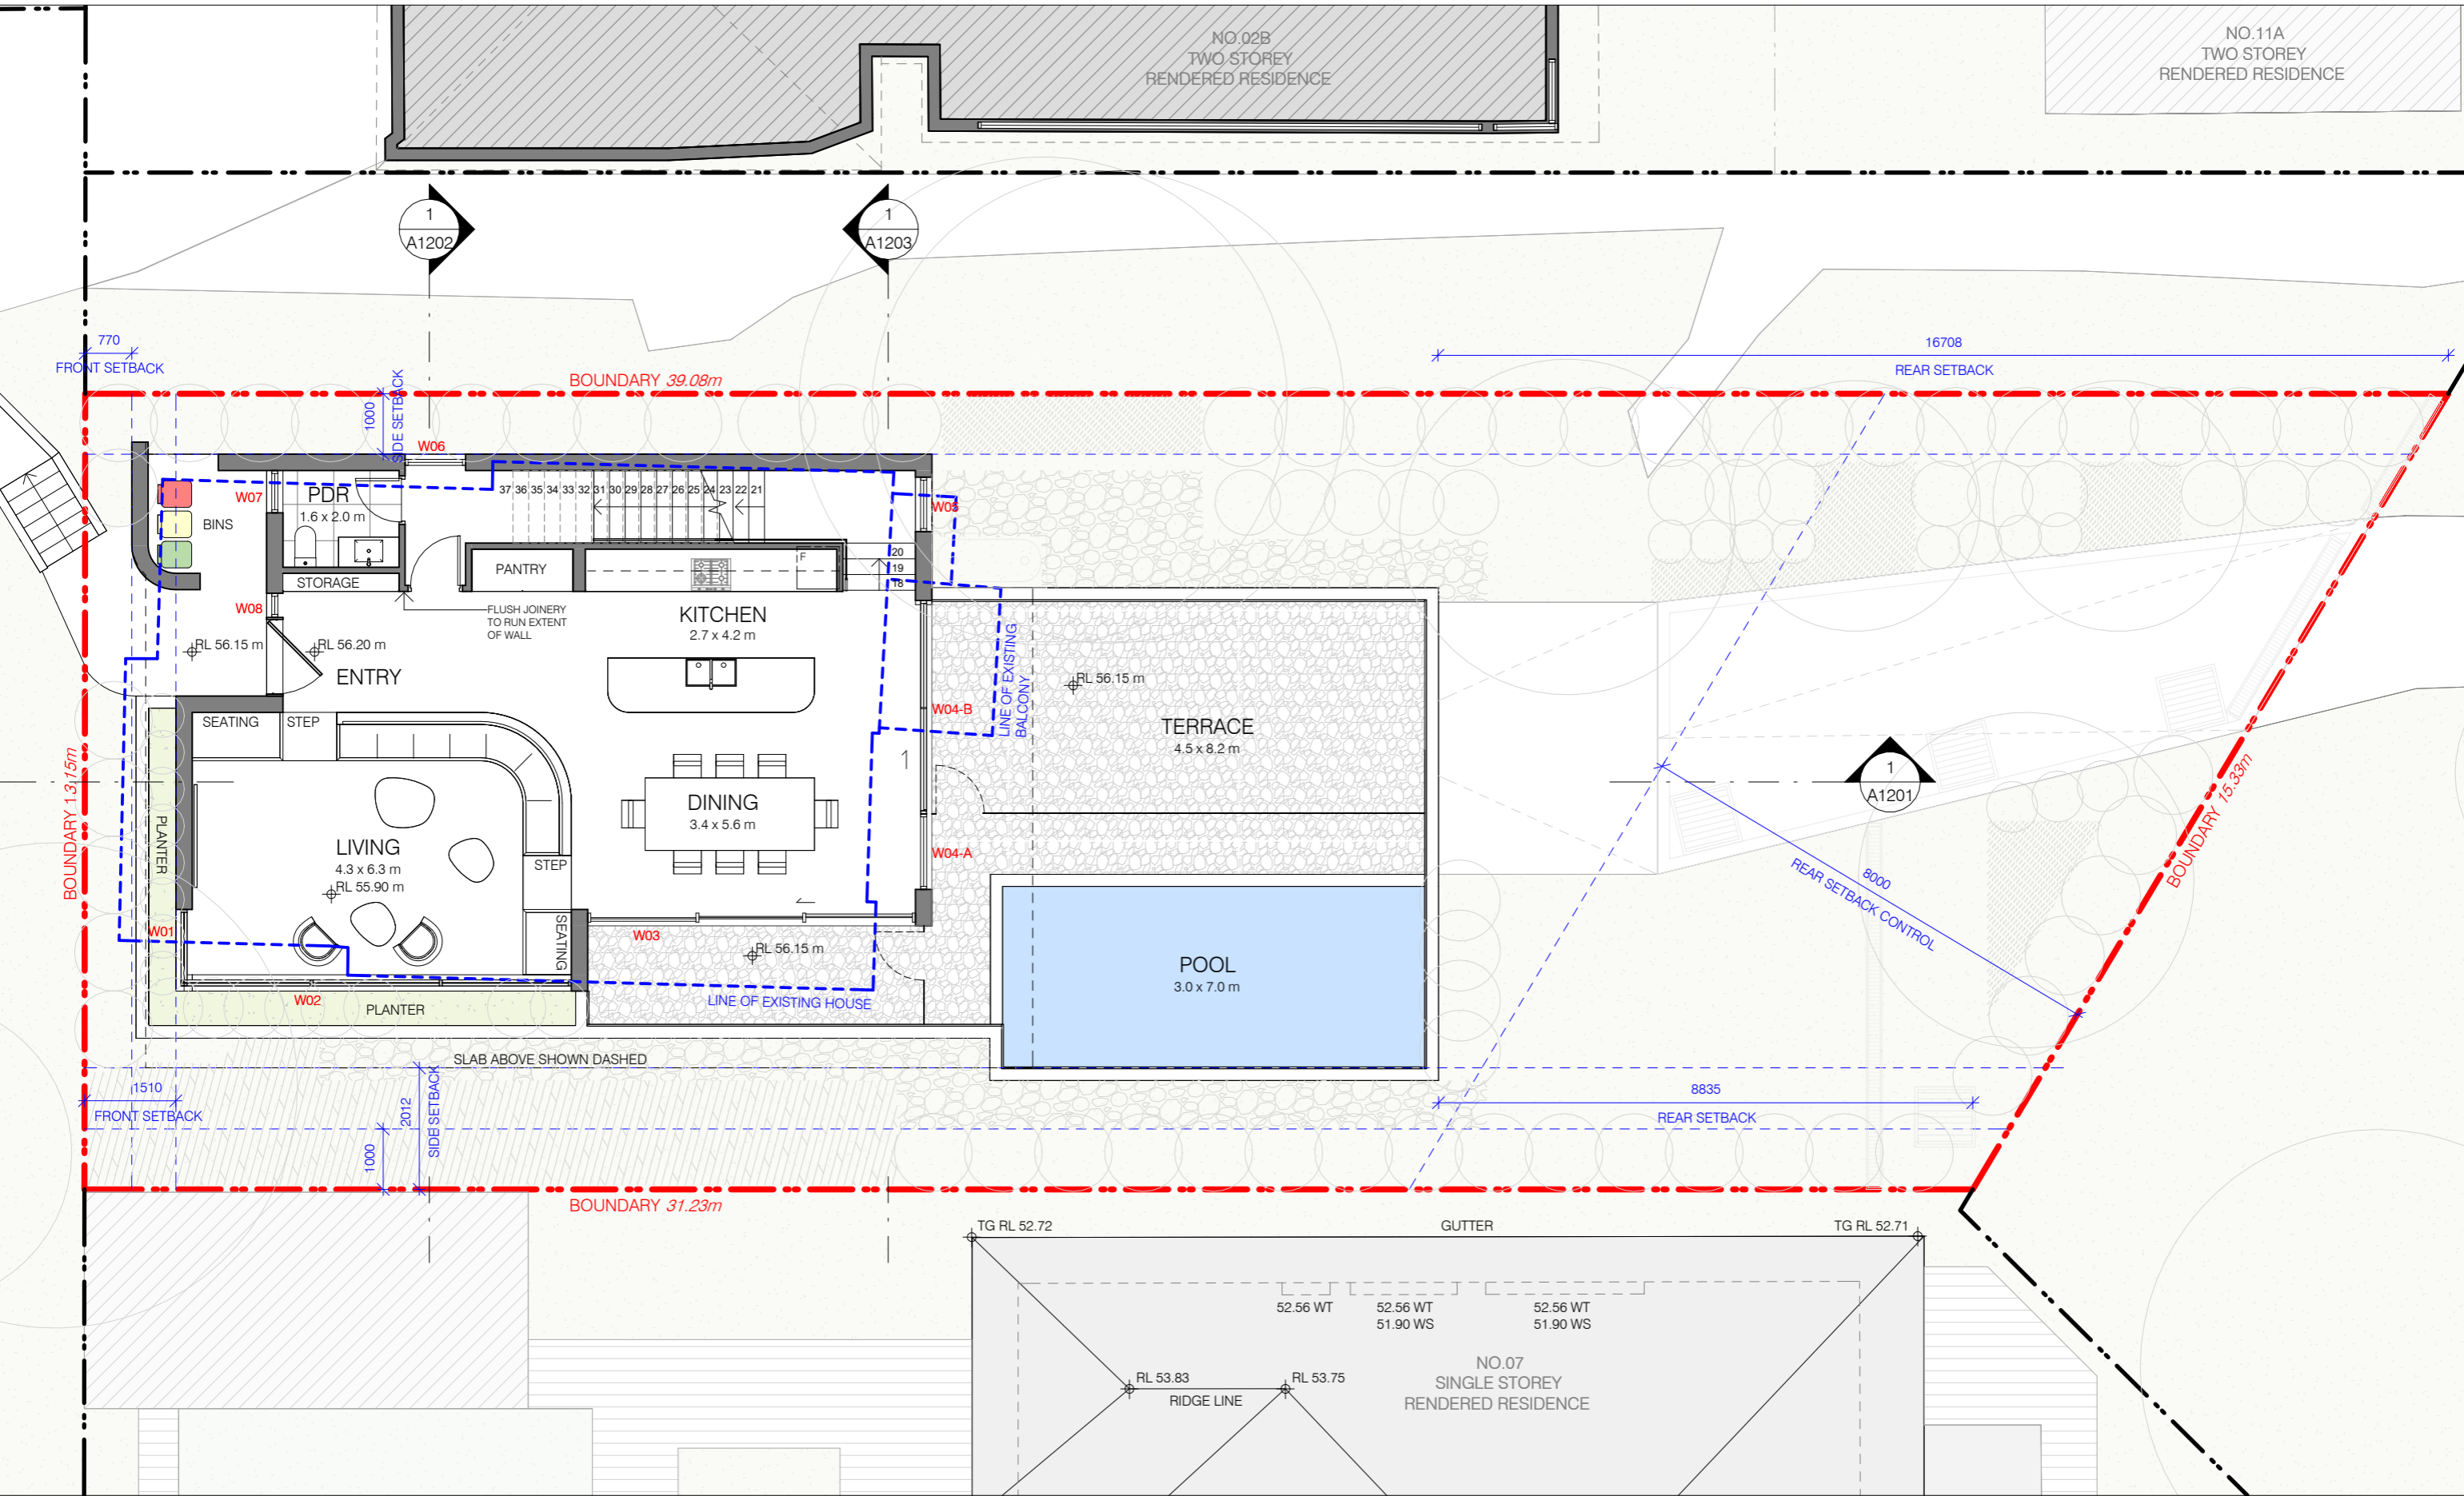 NO.02B
TWO STOREY
RENDERED RESIDENCE
NO.11A
TWO STOREY
RENDERED RESIDENCE
1
A1202
1
A1203
770
FRONT SETBACK
16708
REAR SETBACK
BOUNDARY 39.08m
1000
SIDE SETBACK
W06
W07
PDR
1.6 x 2.0 m
BINS
37 36 35 34 33 32 31 30 29 28 27 26 25 24 23 22 21
W05
20
19
18
F
PANTRY
STORAGE
W08
FLUSH JOINERY
TO RUN EXTENT
OF WALL
KITCHEN
2.7 x 4.2 m
RL 56.15 m
RL 56.20 m
ENTRY
LINE OF EXISTING
BALCONY
RL 56.15 m
W04-B
TERRACE
4.5 x 8.2 m
SEATING
STEP
1
1
A1201
BOUNDARY 13.15m
PLANTER
DINING
3.4 x 5.6 m
LIVING
4.3 x 6.3 m
RL 55.90 m
STEP
W04-A
BOUNDARY 15.33m
8000
REAR SETBACK CONTROL
SEATING
W01
W03
RL 56.15 m
POOL
3.0 x 7.0 m
W02
LINE OF EXISTING HOUSE
PLANTER
SLAB ABOVE SHOWN DASHED
1510
FRONT SETBACK
2012
SIDE SETBACK
1000
8835
REAR SETBACK
BOUNDARY 31.23m
TG RL 52.72
GUTTER
TG RL 52.71
52.56 WT
52.56 WT
51.90 WS
52.56 WT
51.90 WS
RL 53.83
RL 53.75
RIDGE LINE
NO.07
SINGLE STOREY
RENDERED RESIDENCE